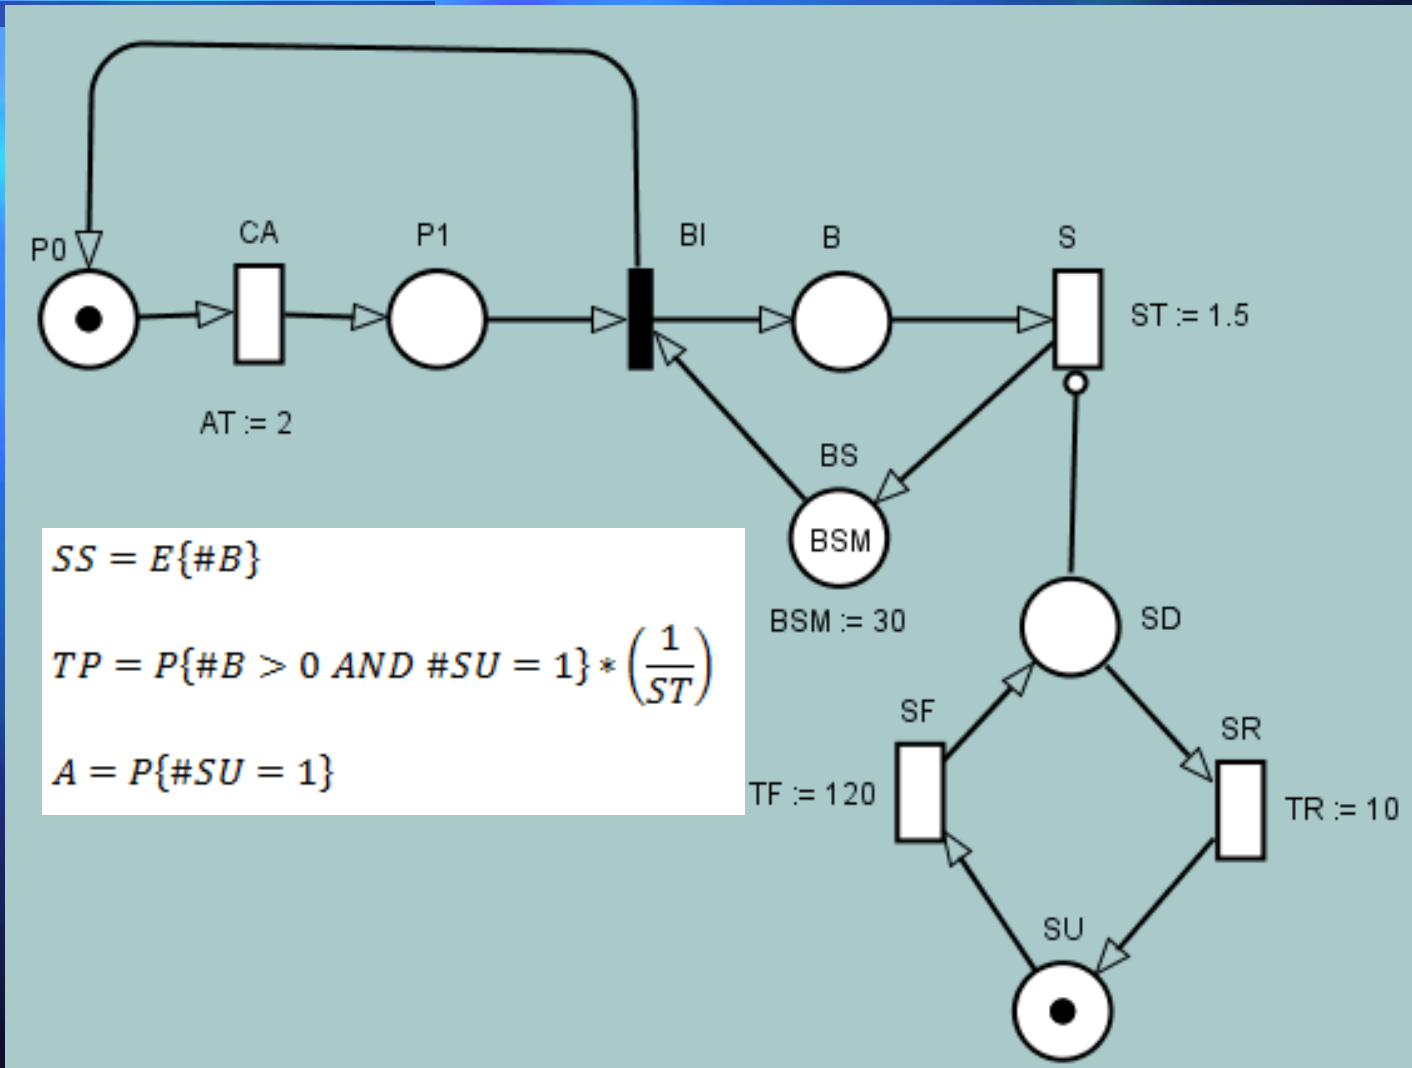 P0
CA
P1
BI
B
S
ST := 1.5
AT := 2
BS
BSM
BSM := 30
SD
SF
SR
TF := 120
TR := 10
SU
SS = E{#B}
TP = P{#B > 0 AND #SU = 1} * (1/ST)
A = P{#SU = 1}